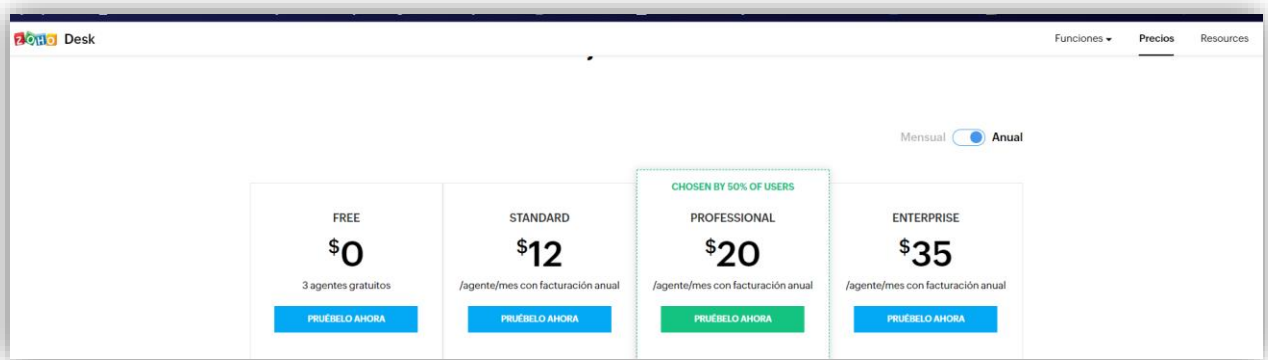 ZOHO Desk
Funciones Precios Resources
Mensual Anual
CHOSEN BY 50% OF USERS
FREE
$0
3 agentes gratuitos
PRUÉBELO AHORA
STANDARD
$12
/agente/mes con facturación anual
PRUÉBELO AHORA
PROFESSIONAL
$20
/agente/mes con facturación anual
PRUÉBELO AHORA
ENTERPRISE
$35
/agente/mes con facturación anual
PRUÉBELO AHORA